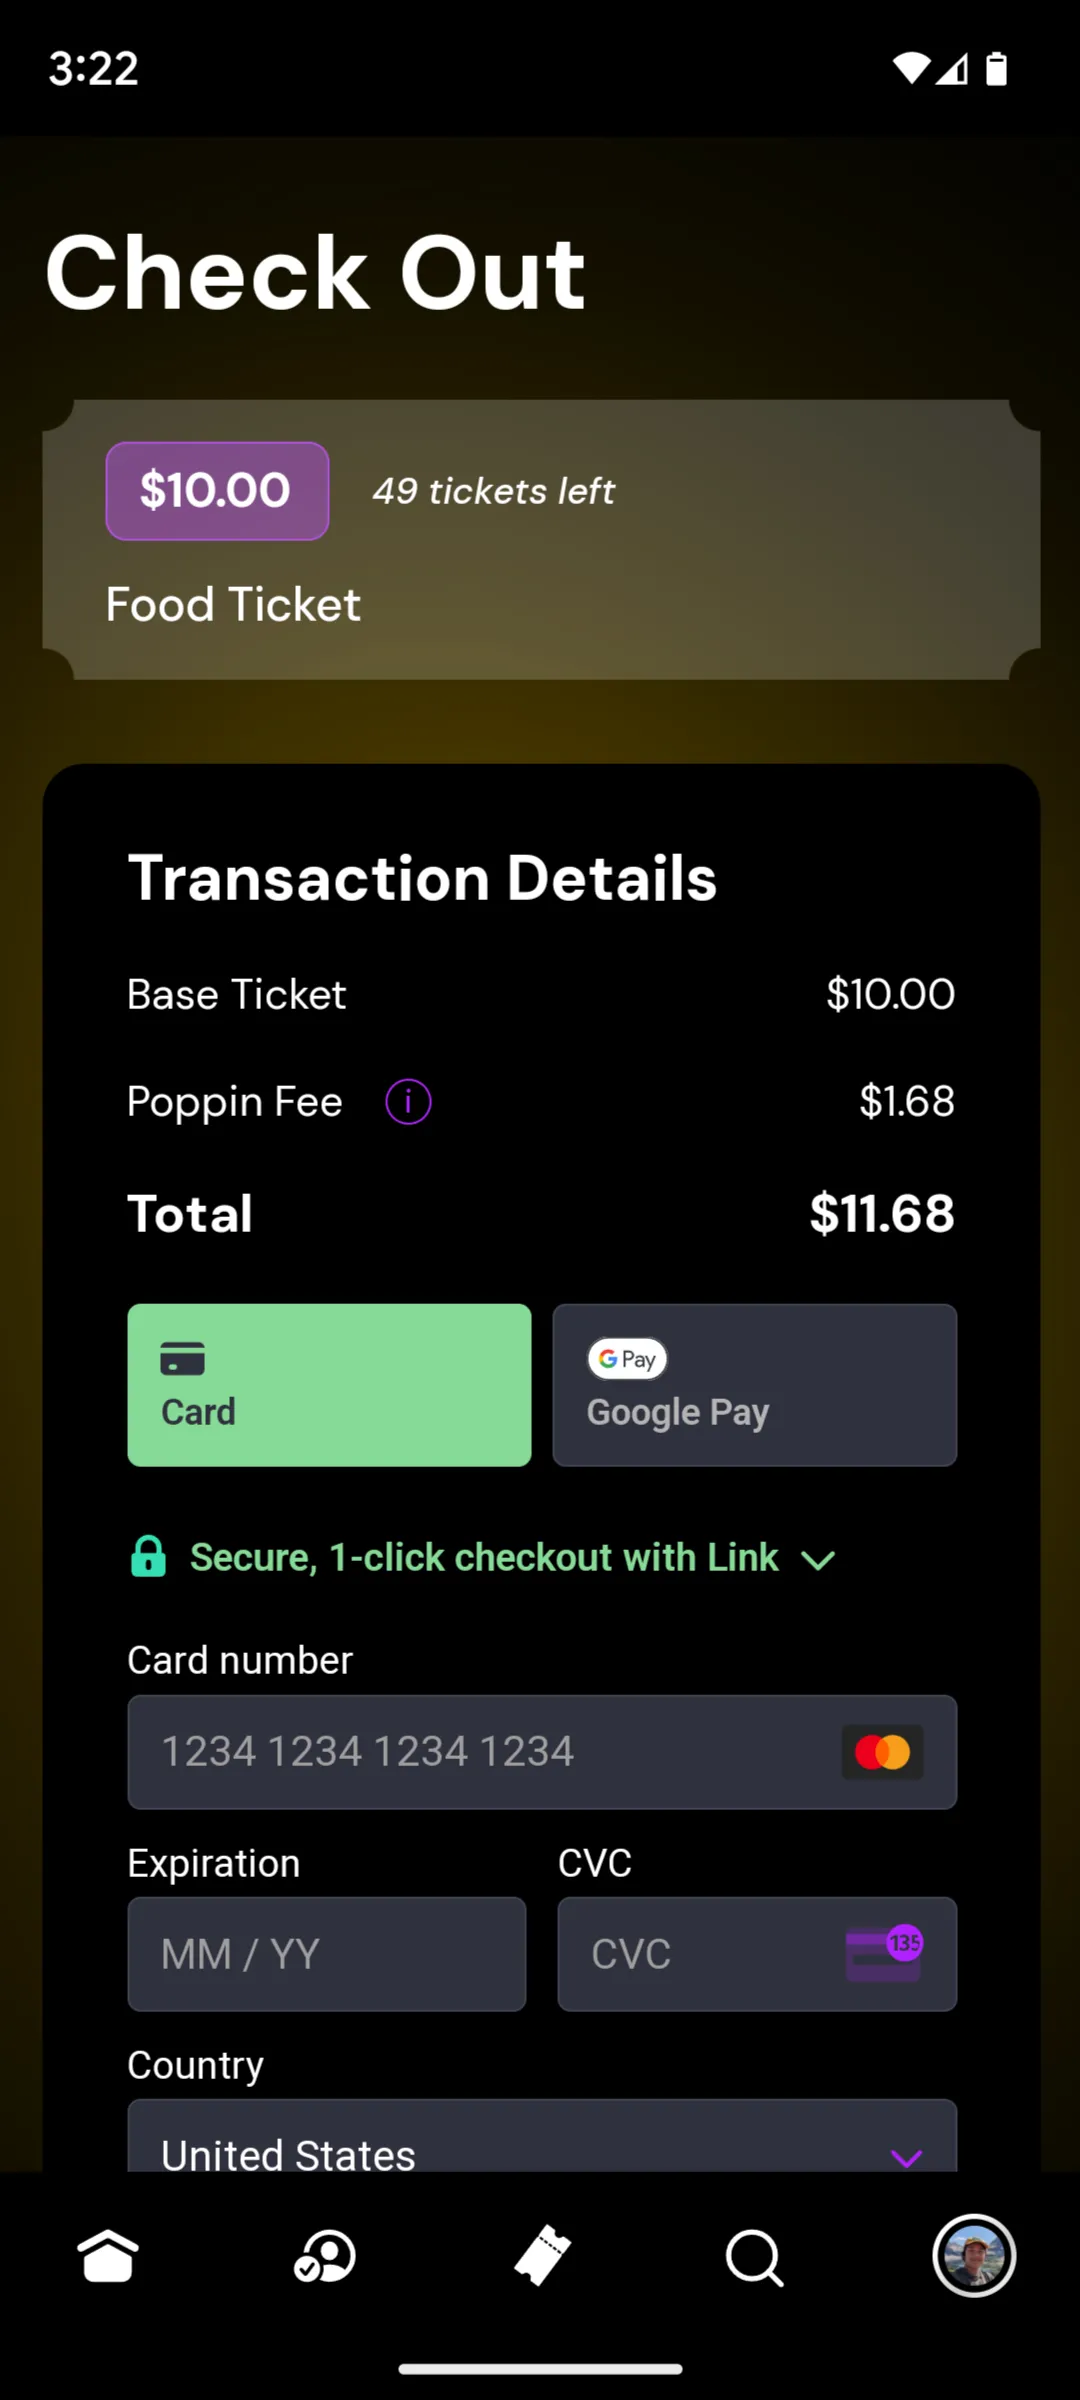 3:22
Check Out
$10.00
49 tickets left
Food Ticket
Transaction Details
Base Ticket $10.00
Poppin Fee i $1.68
Total $11.68
G Pay
Card
Google Pay
Secure, 1-click checkout with Link
Card number
1234 1234 1234 1234
Expiration CVC
MM / YY CVC 135
Country
United States